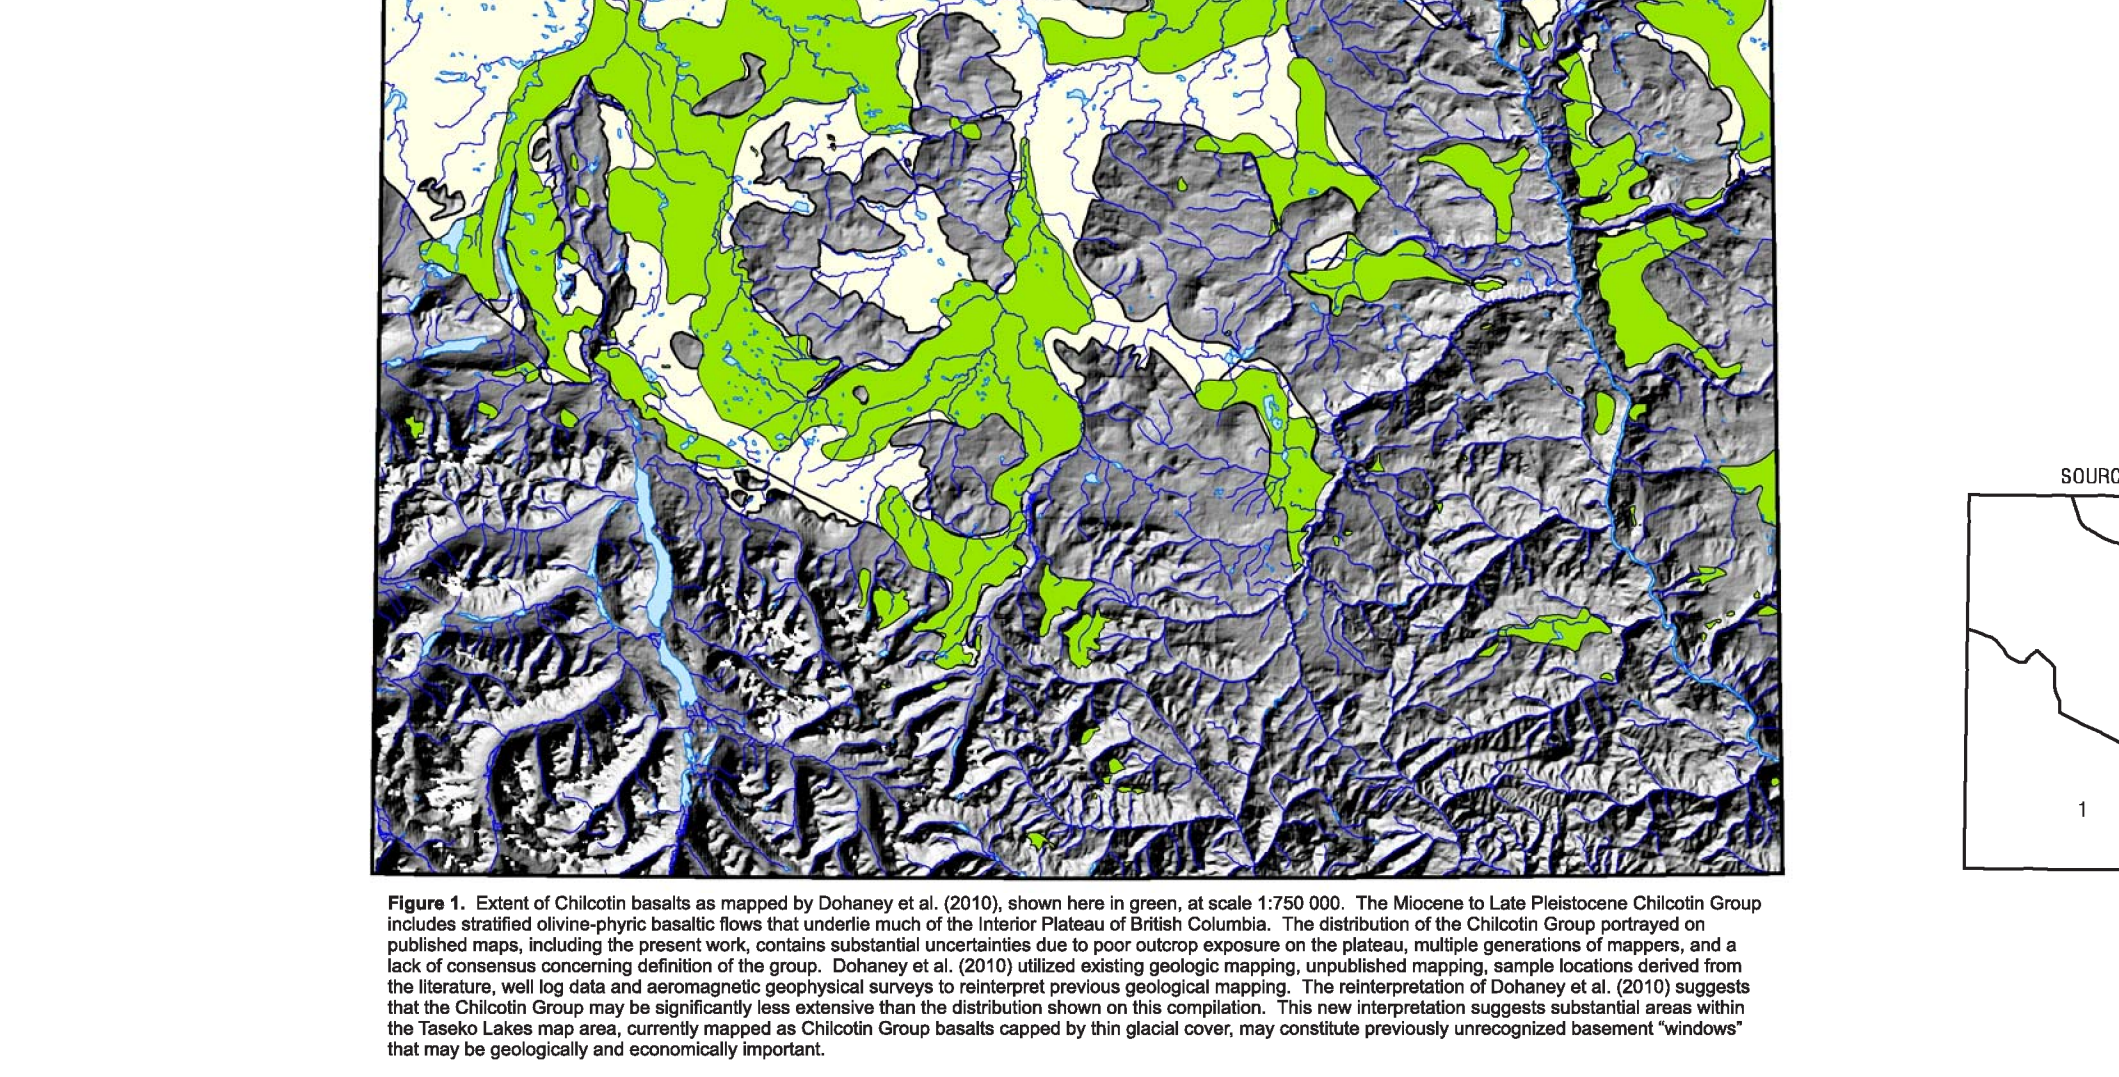 SOURC
1
Figure 1. Extent of Chilcotin basalts as mapped by Dohaney et al. (2010), shown here in green, at scale 1:750 000. The Miocene to Late Pleistocene Chilcotin Group
includes stratified olivine-phyric basaltic flows that underlie much of the Interior Plateau of British Columbia. The distribution of the Chilcotin Group portrayed on
published maps, including the present work, contains substantial uncertainties due to poor outcrop exposure on the plateau, multiple generations of mappers, and a
lack of consensus concerning definition of the group. Dohaney et al. (2010) utilized existing geologic mapping, unpublished mapping, sample locations derived from
the literature, well log data and aeromagnetic geophysical surveys to reinterpret previous geological mapping. The reinterpretation of Dohaney et al. (2010) suggests
that the Chilcotin Group may be significantly less extensive than the distribution shown on this compilation. This new interpretation suggests substantial areas within
the Taseko Lakes map area, currently mapped as Chilcotin Group basalts capped by thin glacial cover, may constitute previously unrecognized basement “windows”
that may be geologically and economically important.